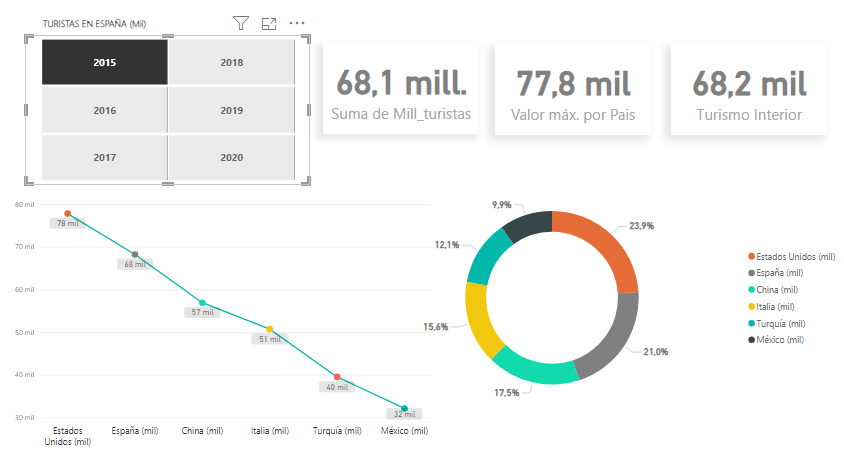 TURISTAS EN ESPAÑA (Mil)
2015
2018
2016
2019
2017
2020
68,1 mill.
Suma de Mill_turistas
77,8 mil
Valor máx. por Pais
68,2 mil
Turismo Interior
80 mil
70 mil
60 mil
50 mil
40 mil
30 mil
78 mil
68 mil
57 mil
51 mil
40 mil
32 mil
Estados
Unidos (mil)
España (mil)
China (mil)
Italia (mil)
Turquía (mil)
México (mil)
9,9%
23,9%
12,1%
15,6%
21,0%
17,5%
Estados Unidos (mil)
España (mil)
China (mil)
Italia (mil)
Turquía (mil)
México (mil)